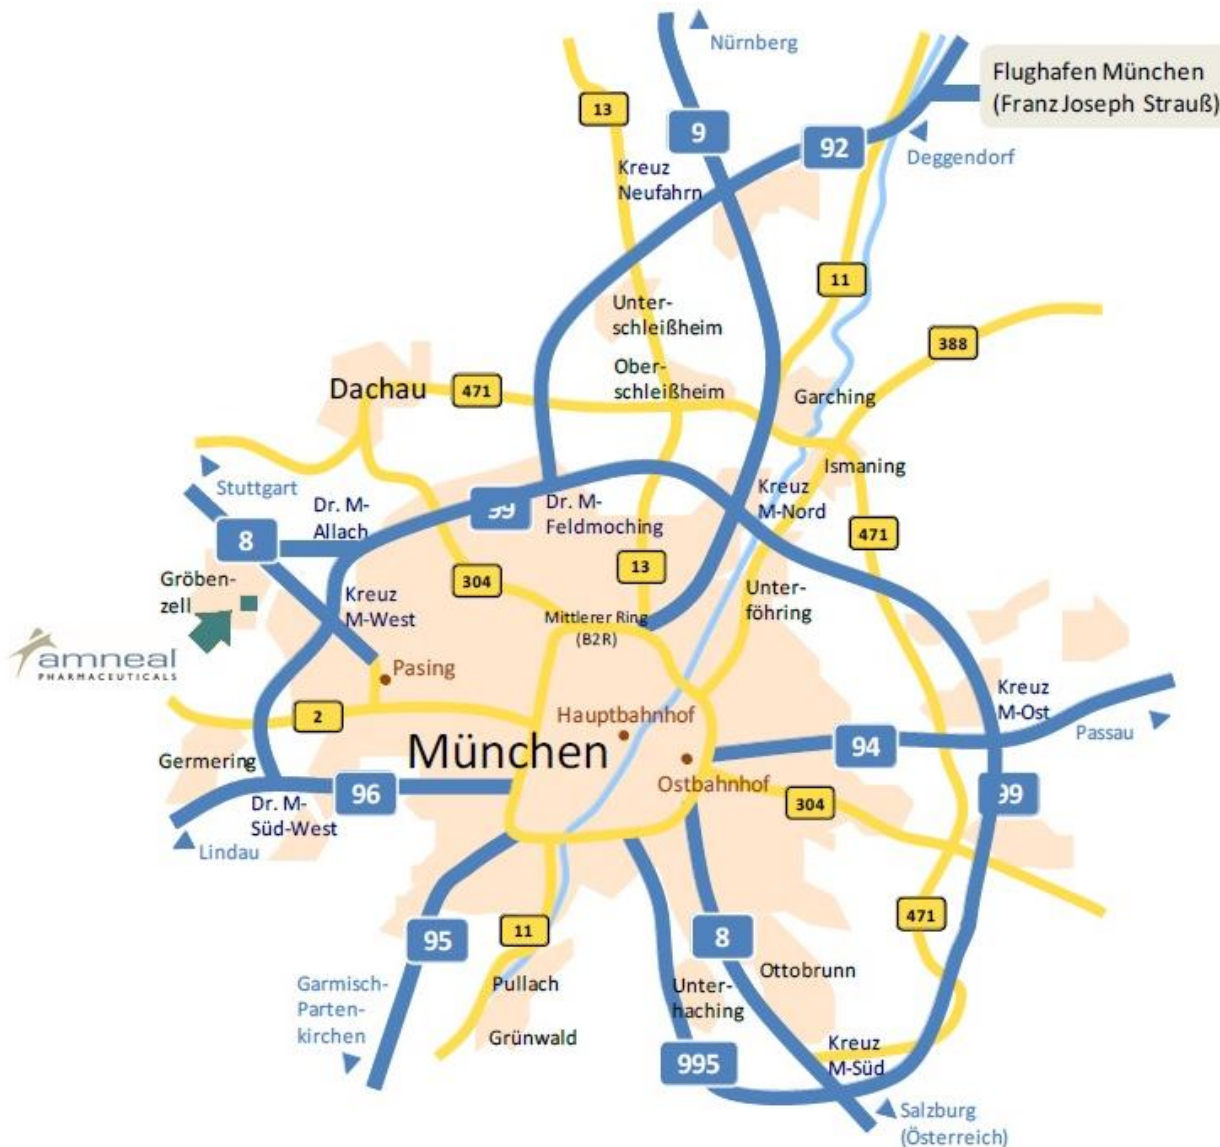 Nürnberg
Flughafen München
(Franz Joseph Strauß)
13
9
92
Deggendorf
Kreuz
Neufahrn
11
Unter-
schleißheim
388
Ober-
schleißheim
Dachau
471
Garching
Ismaning
Stuttgart
Kreuz
M-Nord
Dr. M-
Allach
99
Dr. M-
Feldmoching
8
471
13
304
Gröben-
zell
Kreuz
M-West
Unter-
föhring
Mittlerer Ring
(B2R)
amneal
PHARMACEUTICALS
Pasing
Kreuz
M-Ost
2
Hauptbahnhof
Passau
München
94
Germering
Ostbahnhof
96
99
304
Dr. M-
Süd-West
Lindau
471
11
95
8
Ottobrunn
Garmisch-
Parten-
kirchen
Pullach
Unter-
haching
Grünwald
Kreuz
M-Süd
995
Salzburg
(Österreich)